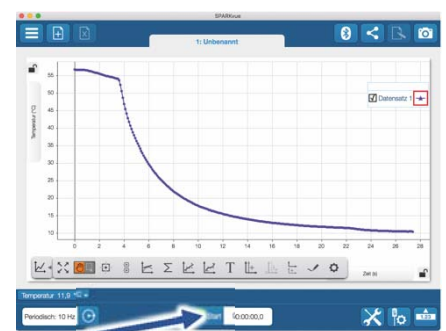 SPARKvue
1: Unbenannt
Temperatur (°C)
55
50
45
40
35
30
25
20
15
10
Datensatz 1
0 2 4 6 8 10 12 14 16 18 20 22 24 26 28
Zeit (s)
Temperatur 11,9 °C
Periodisch: 10 Hz
Start
00:00:00,0